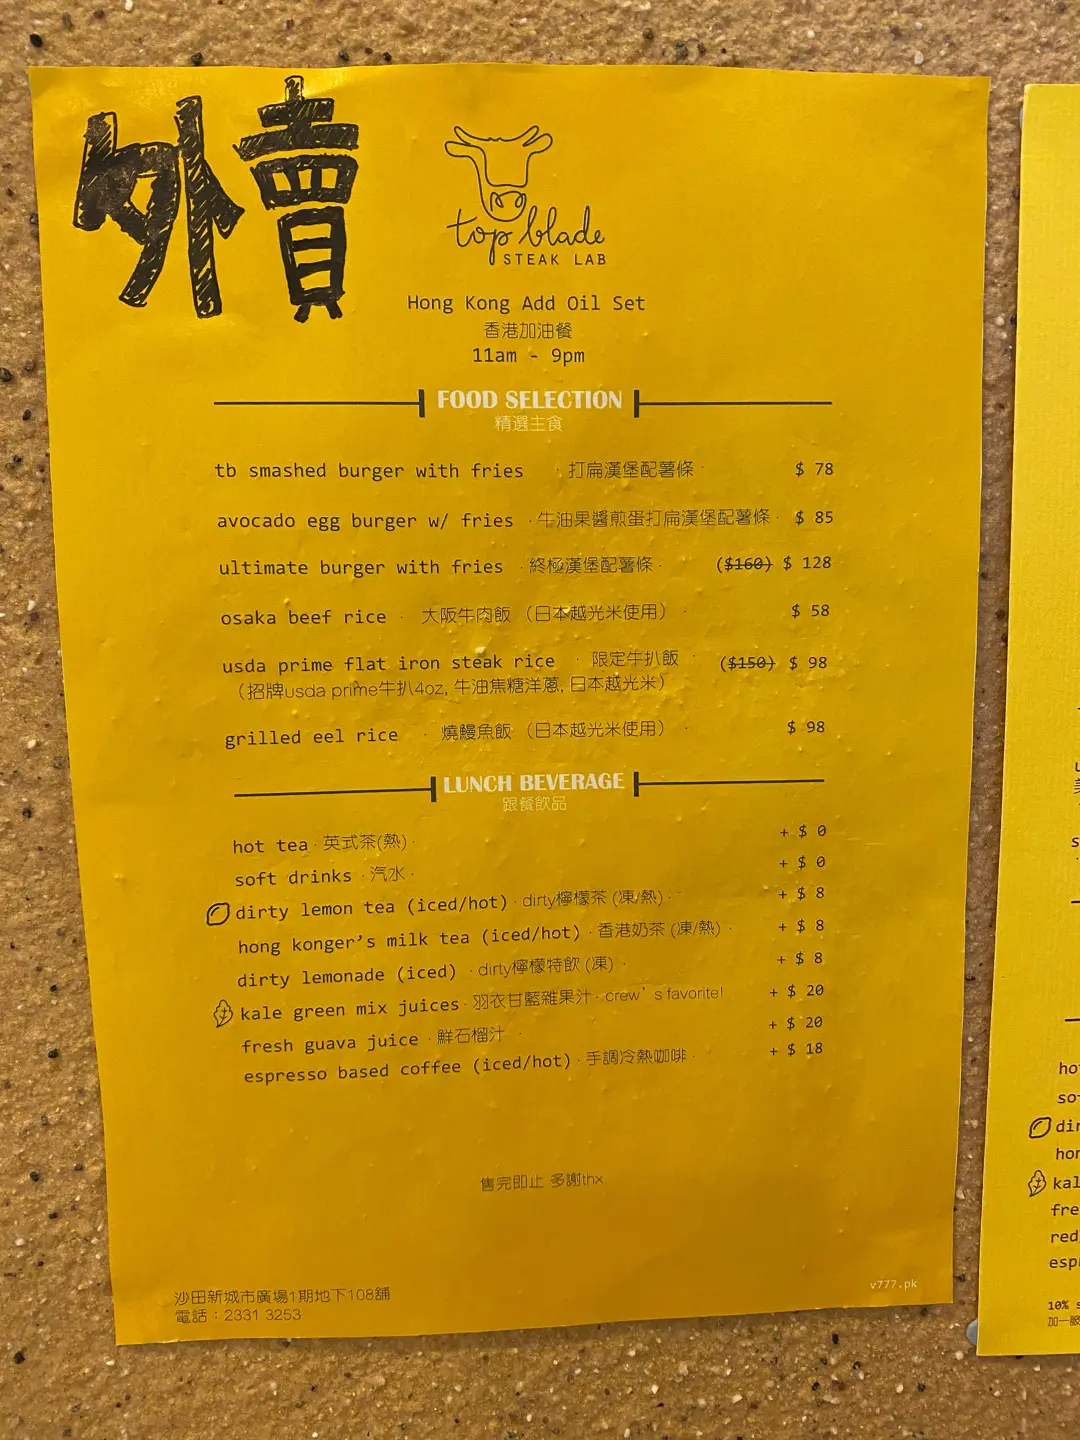 外賣
top blade
STEAK LAB
Hong Kong Add Oil Set
香港加油餐
11am - 9pm
FOOD SELECTION
精選主食
tb smashed burger with fries · 打扁漢堡配薯條 · $ 78
avocado egg burger w/ fries · 牛油果醬煎蛋打扁漢堡配薯條 · $ 85
ultimate burger with fries · 終極漢堡配薯條 · ($160) $ 128
osaka beef rice · 大阪牛肉飯 (日本越光米使用) · $ 58
usda prime flat iron steak rice · 限定牛扒飯 · ($150) $ 98
(招牌usda prime牛扒4oz, 牛油焦糖洋蔥, 日本越光米)
grilled eel rice · 燒鰻魚飯 (日本越光米使用) · $ 98
LUNCH BEVERAGE
跟餐飲品
hot tea · 英式茶(熱) · + $ 0
soft drinks · 汽水 · + $ 0
dirty lemon tea (iced/hot) · dirty檸檬茶 (凍/熱) · + $ 8
hong konger's milk tea (iced/hot) · 香港奶茶 (凍/熱) · + $ 8
dirty lemonade (iced) · dirty檸檬特飲 (凍) · + $ 8
kale green mix juices · 羽衣甘藍雜果汁 · crew's favorite! + $ 20
fresh guava juice · 鮮石榴汁 · + $ 20
espresso based coffee (iced/hot) · 手調冷熱咖啡 · + $ 18
售完即止 多謝thx
沙田新城市廣場1期地下108舖
電話：2331 3253
v777.pk
hot
so
dir
hon
kal
fre
red
esp
10% s
加一服